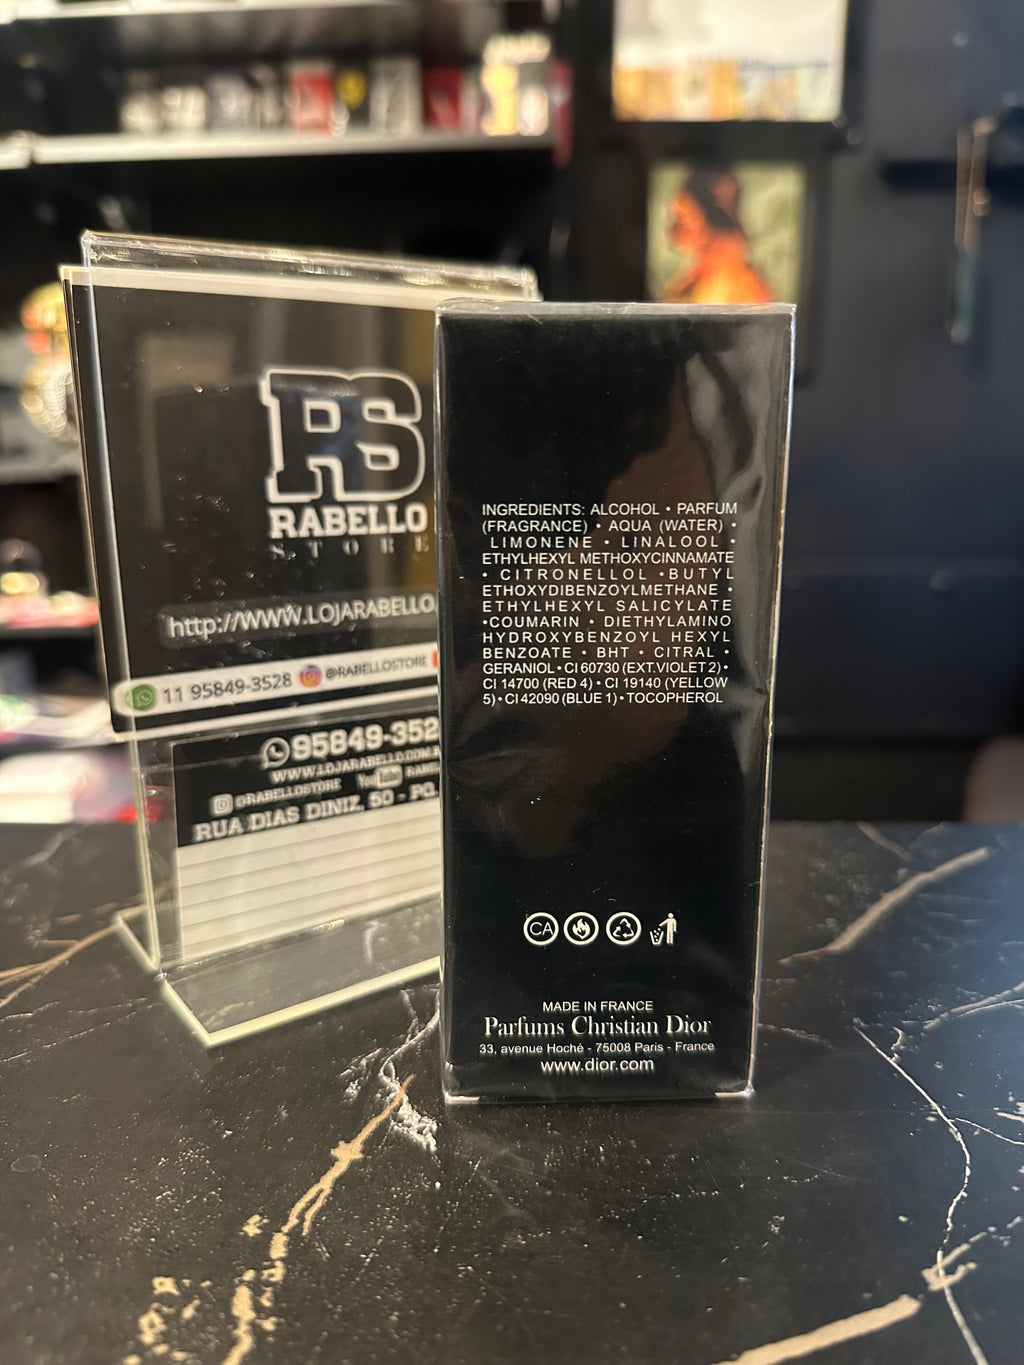 RS
RABELLO
STORE
http://WWW.LOJARABELLO.
11 95849-3528 @RABELLOSTORE
95849-352
WWW.LOJARABELLO.COM
@RABELLOSTORE YouTube
RUA DIAS DINIZ, 50 - PQ.
INGREDIENTS: ALCOHOL • PARFUM
(FRAGRANCE) • AQUA (WATER) •
LIMONENE • LINALOOL •
ETHYLHEXYL METHOXYCINNAMATE
• CITRONELLOL •BUTYL
ETHOXYDIBENZOYLMETHANE •
ETHYLHEXYL SALICYLATE
•COUMARIN • DIETHYLAMINO
HYDROXYBENZOYL HEXYL
BENZOATE • BHT • CITRAL •
GERANIOL • CI 60730 (EXT.VIOLET 2) •
CI 14700 (RED 4) • CI 19140 (YELLOW
5) • CI 42090 (BLUE 1) • TOCOPHEROL
CA
MADE IN FRANCE
Parfums Christian Dior
33, avenue Hoché - 75008 Paris - France
www.dior.com